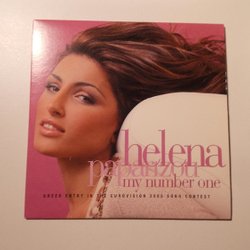 helena
paparizou
my number one
GREEK ENTRY IN THE EUROVISION 2005 SONG CONTEST